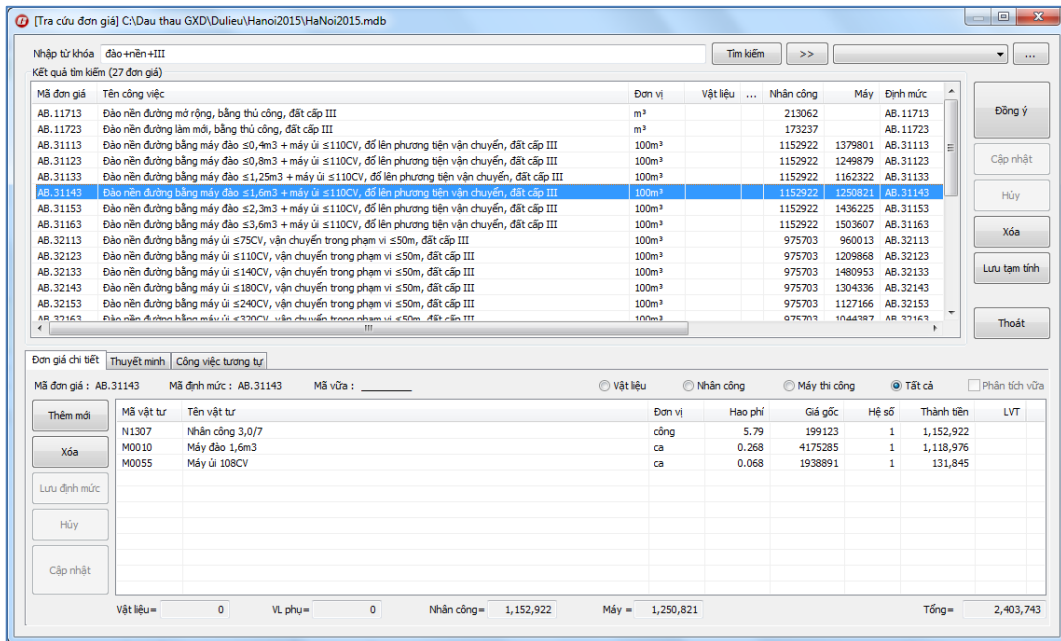 [Tra cứu đơn giá] C:\Dau thau GXD\Dulieu\Hanoi2015\HaNoi2015.mdb
Nhập từ khóa đào+nền+III Tìm kiếm >> ...
Kết quả tìm kiếm (27 đơn giá)
Mã đơn giá Tên công việc Đơn vị Vật liệu ... Nhân công Máy Định mức
AB.11713 Đào nền đường mở rộng, bằng thủ công, đất cấp III m³ 213062 AB.11713
AB.11723 Đào nền đường làm mới, bằng thủ công, đất cấp III m³ 173237 AB.11723
AB.31113 Đào nền đường bằng máy đào ≤0,4m3 + máy ủi ≤110CV, đổ lên phương tiện vận chuyển, đất cấp III 100m³ 1152922 1379801 AB.31113
AB.31123 Đào nền đường bằng máy đào ≤0,8m3 + máy ủi ≤110CV, đổ lên phương tiện vận chuyển, đất cấp III 100m³ 1152922 1249879 AB.31123
AB.31133 Đào nền đường bằng máy đào ≤1,25m3 + máy ủi ≤110CV, đổ lên phương tiện vận chuyển, đất cấp III 100m³ 1152922 1162322 AB.31133
AB.31143 Đào nền đường bằng máy đào ≤1,6m3 + máy ủi ≤110CV, đổ lên phương tiện vận chuyển, đất cấp III 100m³ 1152922 1250821 AB.31143
AB.31153 Đào nền đường bằng máy đào ≤2,3m3 + máy ủi ≤110CV, đổ lên phương tiện vận chuyển, đất cấp III 100m³ 1152922 1436225 AB.31153
AB.31163 Đào nền đường bằng máy đào ≤3,6m3 + máy ủi ≤110CV, đổ lên phương tiện vận chuyển, đất cấp III 100m³ 1152922 1503607 AB.31163
AB.32113 Đào nền đường bằng máy ủi ≤75CV, vận chuyển trong phạm vi ≤50m, đất cấp III 100m³ 975703 960013 AB.32113
AB.32123 Đào nền đường bằng máy ủi ≤110CV, vận chuyển trong phạm vi ≤50m, đất cấp III 100m³ 975703 1209868 AB.32123
AB.32133 Đào nền đường bằng máy ủi ≤140CV, vận chuyển trong phạm vi ≤50m, đất cấp III 100m³ 975703 1480953 AB.32133
AB.32143 Đào nền đường bằng máy ủi ≤180CV, vận chuyển trong phạm vi ≤50m, đất cấp III 100m³ 975703 1304336 AB.32143
AB.32153 Đào nền đường bằng máy ủi ≤240CV, vận chuyển trong phạm vi ≤50m, đất cấp III 100m³ 975703 1127166 AB.32153
AB.32163 Đào nền đường bằng máy ủi ≤320CV, vận chuyển trong phạm vi ≤50m, đất cấp III 100m³ 975703 1044387 AB.32163
Đồng ý
Cập nhật
Hủy
Xóa
Lưu tạm tính
Thoát
Đơn giá chi tiết Thuyết minh Công việc tương tự
Mã đơn giá : AB.31143 Mã định mức : AB.31143 Mã vữa : ________ Vật liệu Nhân công Máy thi công Tất cả Phân tích vữa
Thêm mới
Xóa
Lưu định mức
Hủy
Cập nhật
Mã vật tư Tên vật tư Đơn vị Hao phí Giá gốc Hệ số Thành tiền LVT
N1307 Nhân công 3,0/7 công 5.79 199123 1 1,152,922
M0010 Máy đào 1,6m3 ca 0.268 4175285 1 1,118,976
M0055 Máy ủi 108CV ca 0.068 1938891 1 131,845
Vật liệu= 0 VL phụ= 0 Nhân công= 1,152,922 Máy = 1,250,821 Tổng= 2,403,743